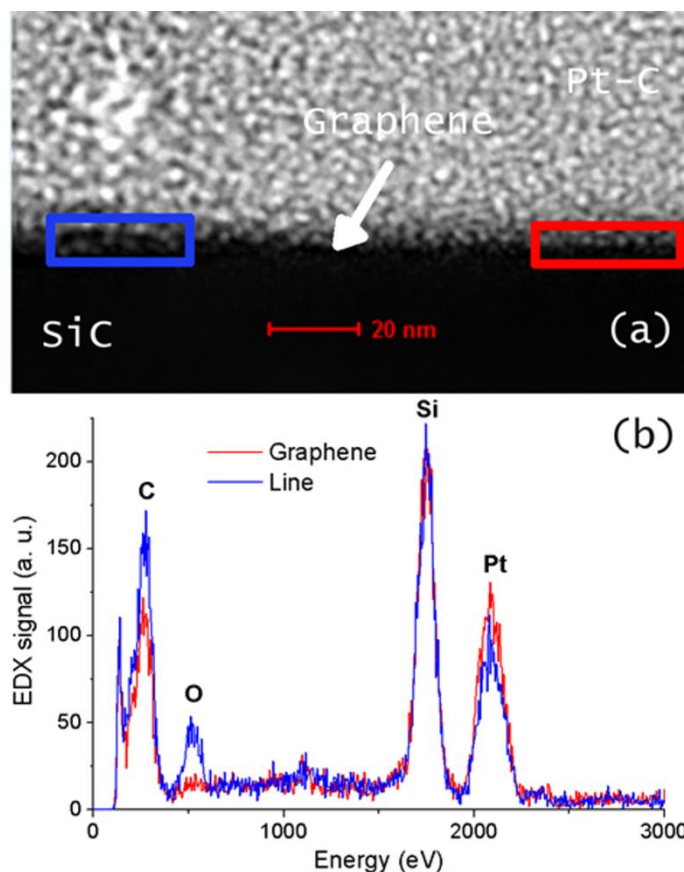 Pt-C
Graphene
SiC
20 nm
(a)
(b)
Si
Graphene
Line
C
Pt
O
200
150
100
50
0
EDX signal (a. u.)
0 1000 2000 3000
Energy (eV)